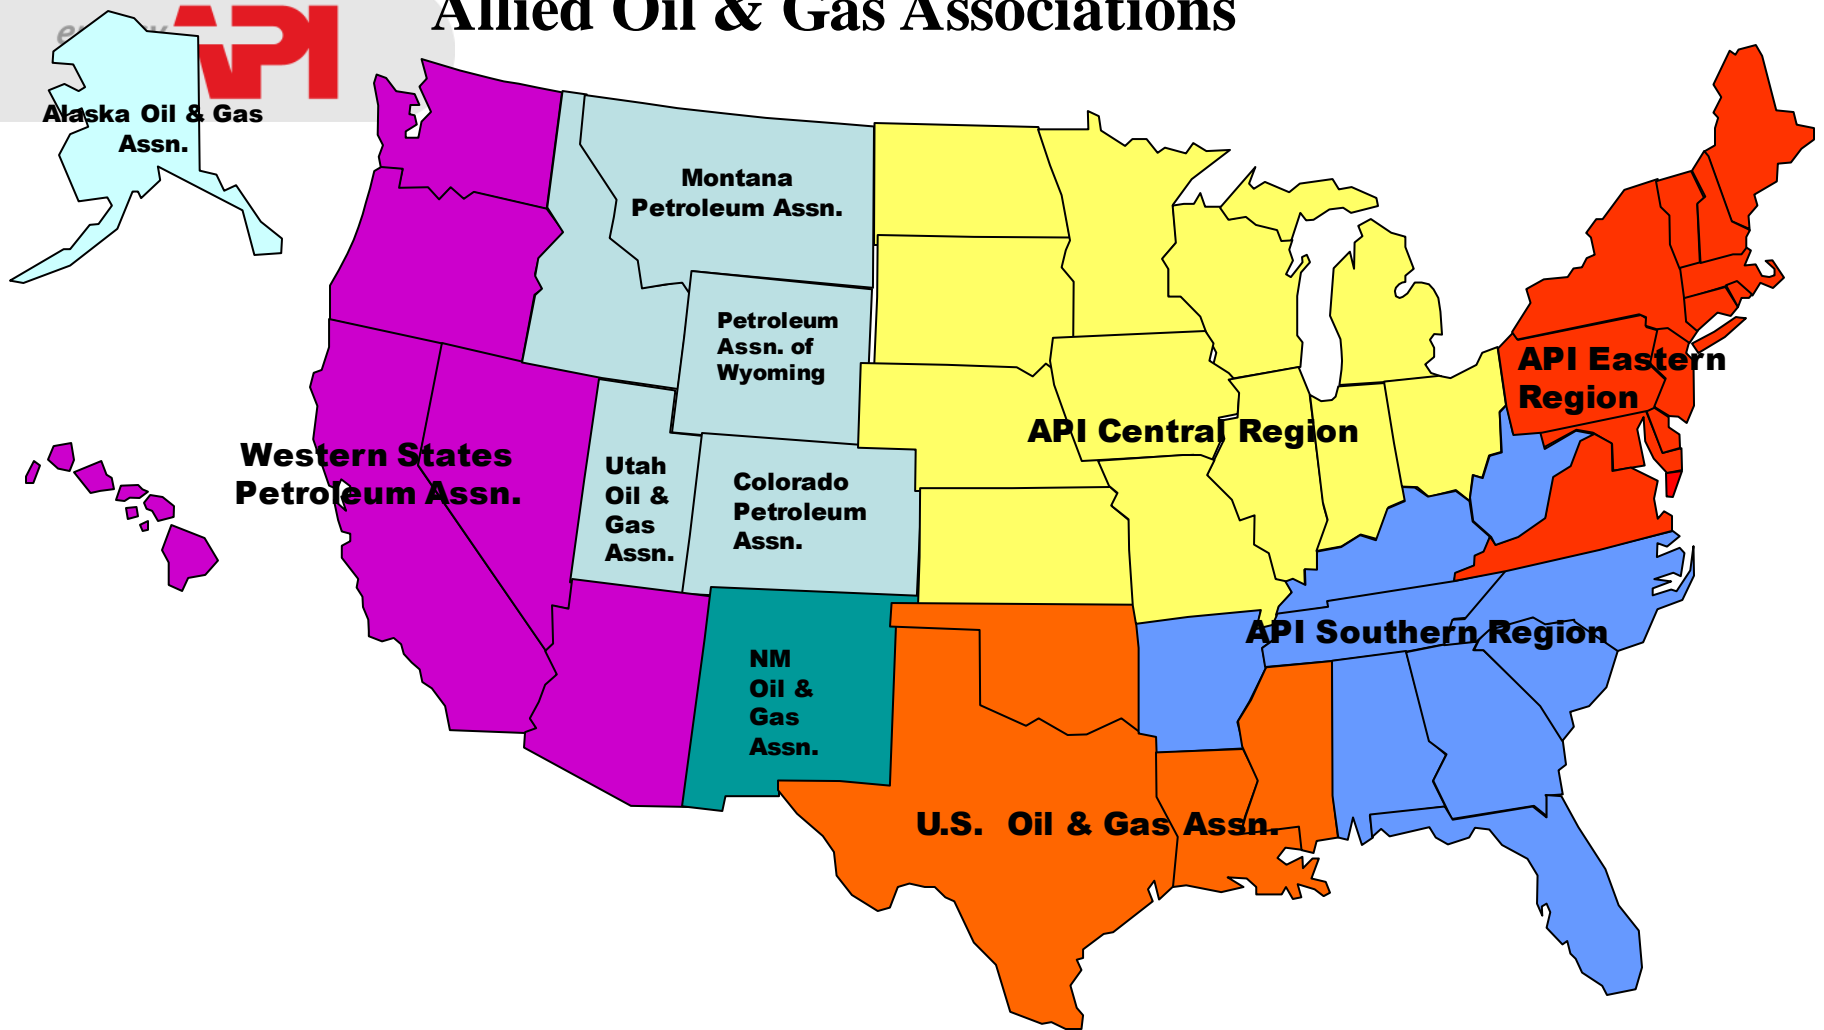 Allied Oil & Gas Associations
API
Alaska Oil & Gas
Assn.
Montana
Petroleum Assn.
Petroleum
Assn. of
Wyoming
API Eastern
Region
API Central Region
Western States
Petroleum Assn.
Utah
Oil &
Gas
Assn.
Colorado
Petroleum
Assn.
API Southern Region
NM
Oil &
Gas
Assn.
U.S. Oil & Gas Assn.